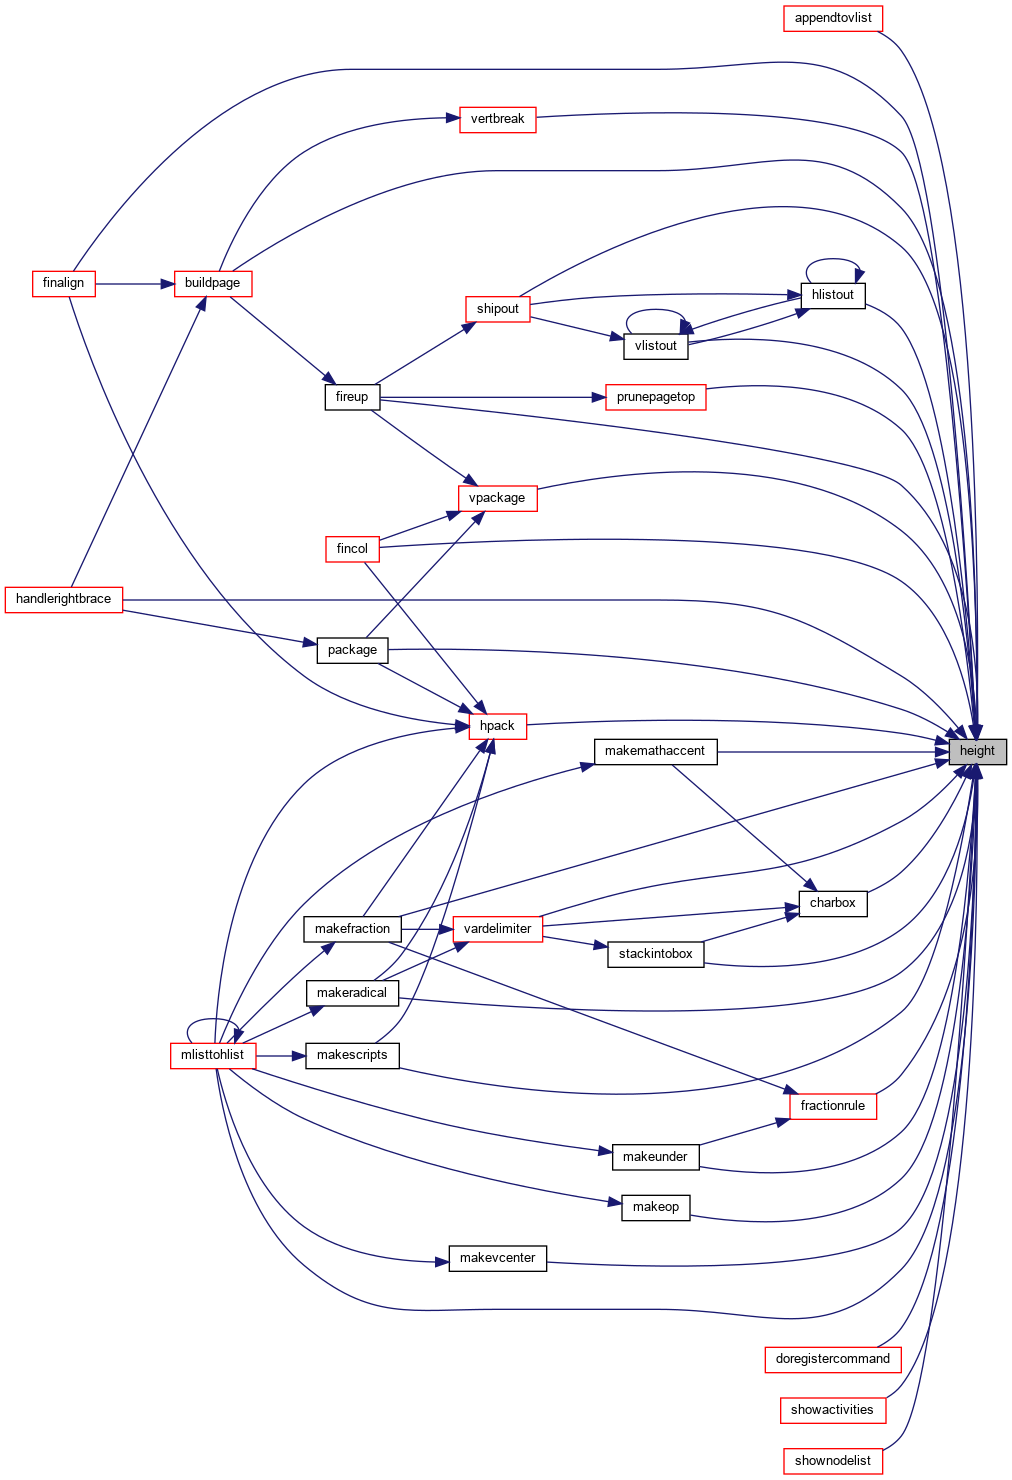 appendtovlist
vertbreak
finalign
buildpage
hlistout
shipout
vlistout
fireup
prunepagetop
vpackage
fincol
handlerightbrace
package
hpack
makemathaccent
height
charbox
makefraction
vardelimiter
stackintobox
makeradical
mlisttohlist
makescripts
fractionrule
makeunder
makeop
makevcenter
doregistercommand
showactivities
shownodelist